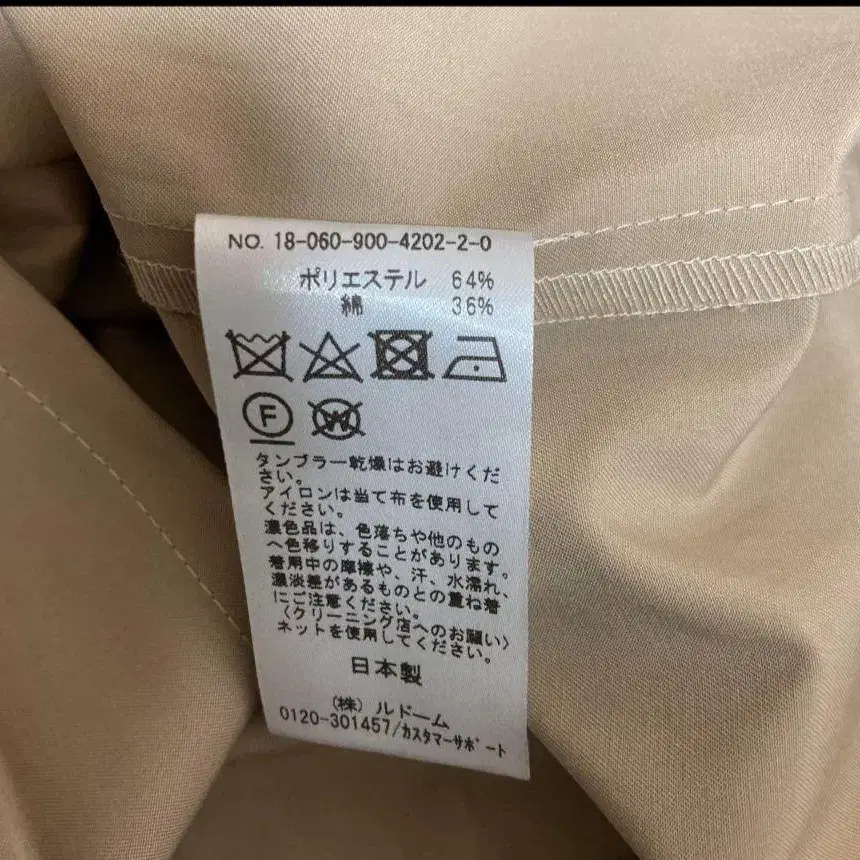 NO. 18-060-900-4202-2-0
ポリエステル 64%
綿 36%
F
W
タンブラー乾燥はお避けくだ
さい。
アイロンは当て布を使用して
ください。
濃色品は、色落ちや他のもの
へ色移りすることがあります。
着用中の摩擦や、汗、水濡れ、
濃淡差があるものとの重ね着
にご注意ください。
〈クリーニング店へのお願い〉
ネットを使用してください。
日本製
(株) ルドーム
0120-301457/カスタマーサポート